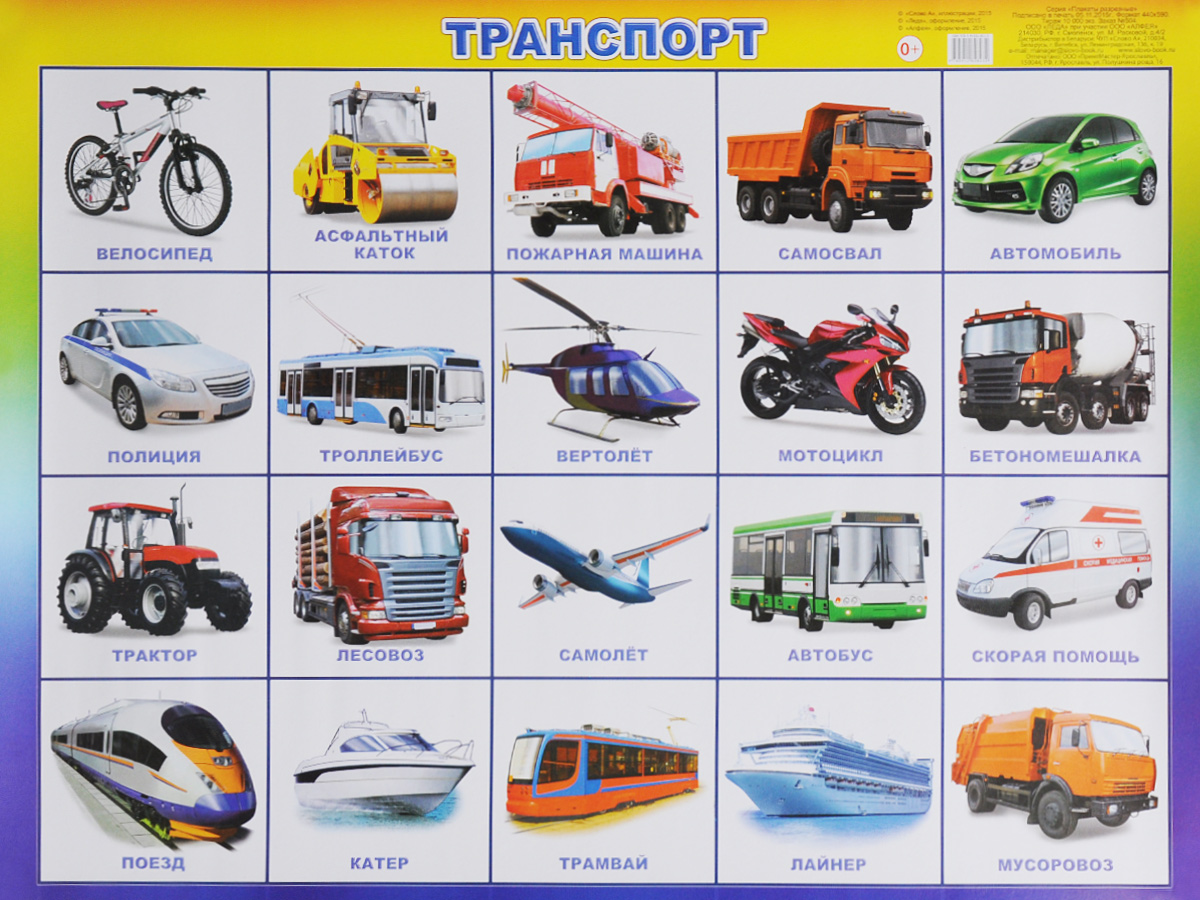 ТРАНСПОРТ
0+
ВЕЛОСИПЕД
АСФАЛЬТНЫЙ
КАТОК
ПОЖАРНАЯ МАШИНА
САМОСВАЛ
АВТОМОБИЛЬ
ПОЛИЦИЯ
ТРОЛЛЕЙБУС
ВЕРТОЛЁТ
МОТОЦИКЛ
БЕТОНОМЕШАЛКА
ТРАКТОР
ЛЕСОВОЗ
САМОЛЁТ
АВТОБУС
СКОРАЯ ПОМОЩЬ
ПОЕЗД
КАТЕР
ТРАМВАЙ
ЛАЙНЕР
МУСОРОВОЗ